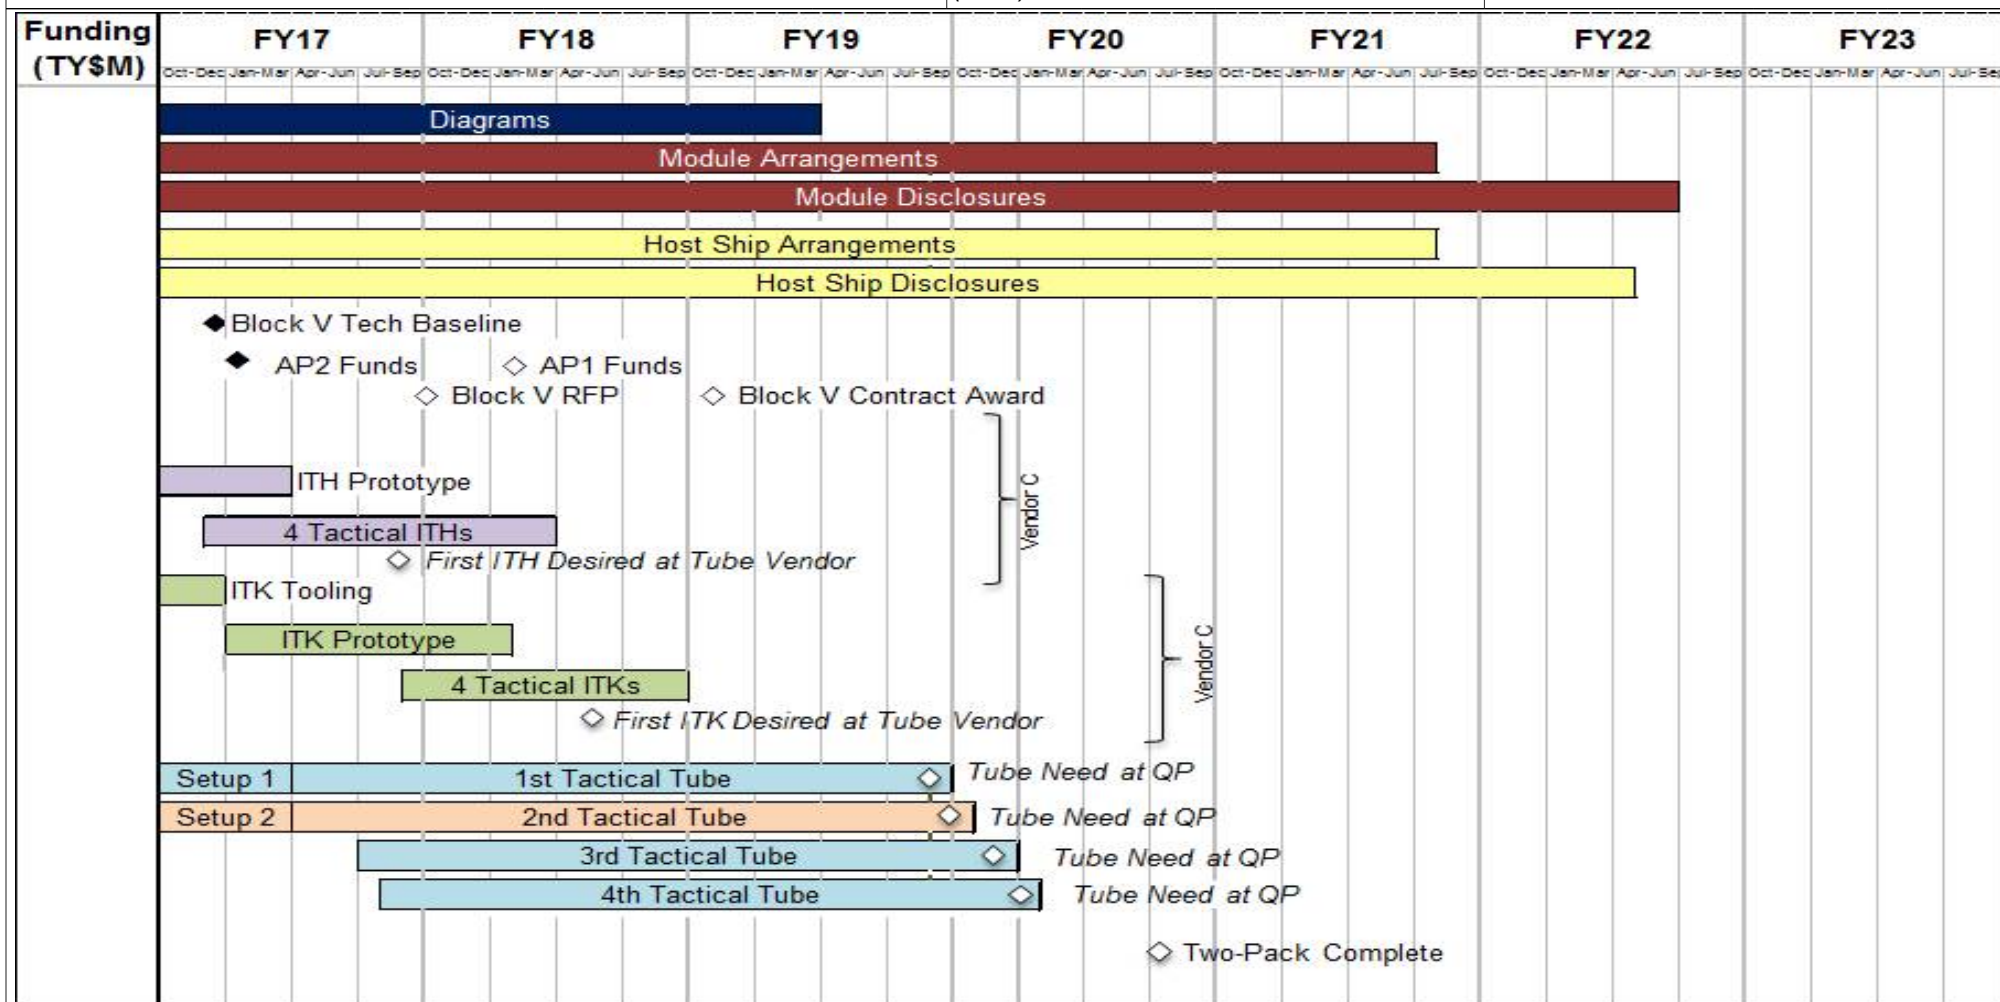 Funding FY17 FY18 FY19 FY20 FY21 FY22 FY23
(TY$M) Oct-Dec Jan-Mar Apr-Jun Jul-Sep Oct-Dec Jan-Mar Apr-Jun Jul-Sep Oct-Dec Jan-Mar Apr-Jun Jul-Sep Oct-Dec Jan-Mar Apr-Jun Jul-Sep Oct-Dec Jan-Mar Apr-Jun Jul-Sep Oct-Dec Jan-Mar Apr-Jun Jul-Sep Oct-Dec Jan-Mar Apr-Jun
Diagrams
Module Arrangements
Module Disclosures
Host Ship Arrangements
Host Ship Disclosures
Block V Tech Baseline
AP2 Funds AP1 Funds
Block V RFP Block V Contract Award
ITH Prototype
Vendor C
4 Tactical ITHs
First ITH Desired at Tube Vendor
ITK Tooling
ITK Prototype
Vendor C
4 Tactical ITKs
First ITK Desired at Tube Vendor
Setup 1 1st Tactical Tube Tube Need at QP
Setup 2 2nd Tactical Tube Tube Need at QP
3rd Tactical Tube Tube Need at QP
4th Tactical Tube Tube Need at QP
Two-Pack Complete